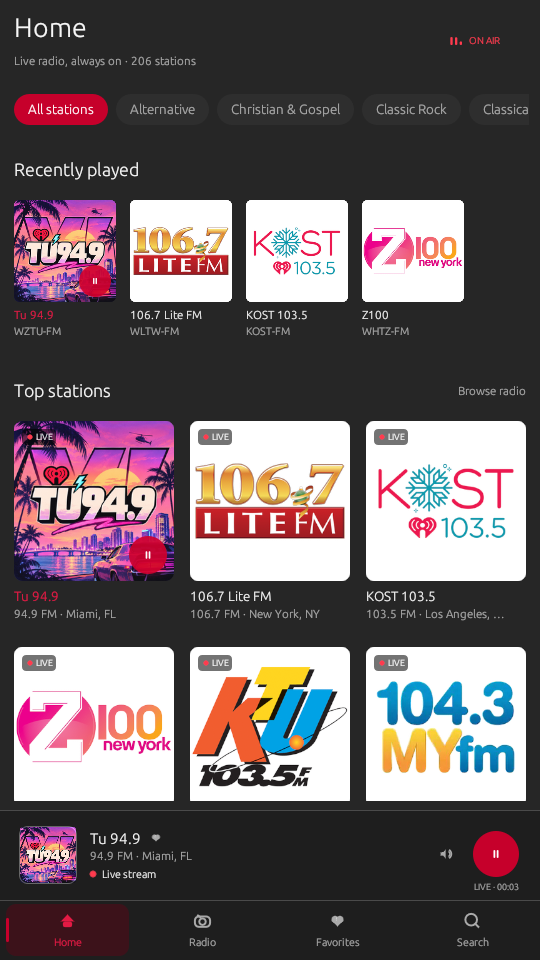 Home
ON AIR
Live radio, always on · 206 stations
All stations
Alternative
Christian & Gospel
Classic Rock
Classica
Recently played
TU94.9
106.7
LITE FM
KOST
103.5
Z100
new york
Tu 94.9
WZTU-FM
106.7 Lite FM
WLTW-FM
KOST 103.5
KOST-FM
Z100
WHTZ-FM
Top stations
Browse radio
LIVE
TU94.9
LIVE
106.7
LITE FM
LIVE
KOST
103.5
Tu 94.9
94.9 FM · Miami, FL
106.7 Lite FM
106.7 FM · New York, NY
KOST 103.5
103.5 FM · Los Angeles, ...
LIVE
Z100
new york
LIVE
KTU
103.5 FM
LIVE
104.3
MYfm
TU94.9
Tu 94.9
94.9 FM · Miami, FL
Live stream
LIVE · 00:03
Home
Radio
Favorites
Search